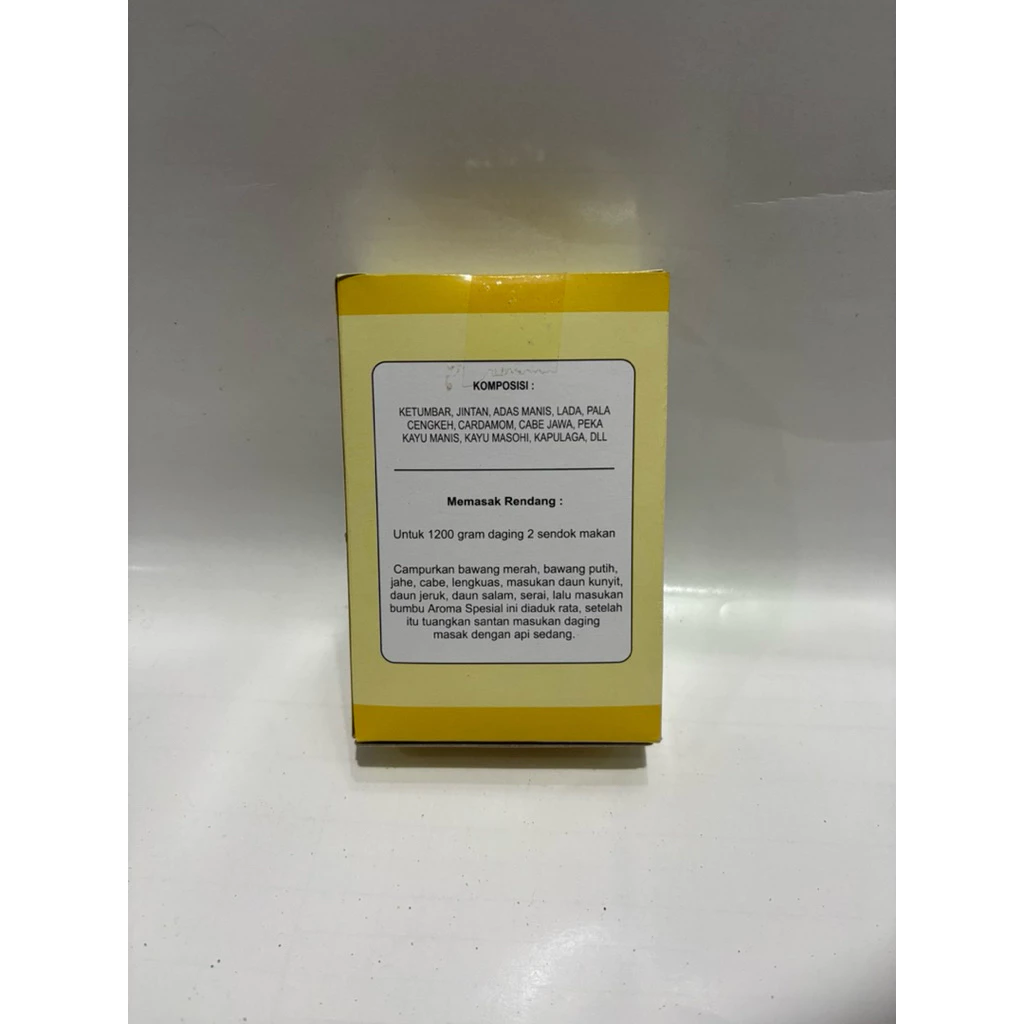 KOMPOSISI :
KETUMBAR, JINTAN, ADAS MANIS, LADA, PALA
CENGKEH, CARDAMOM, CABE JAWA, PEKA
KAYU MANIS, KAYU MASOHI, KAPULAGA, DLL
Memasak Rendang :
Untuk 1200 gram daging 2 sendok makan
Campurkan bawang merah, bawang putih,
jahe, cabe, lengkuas, masukan daun kunyit,
daun jeruk, daun salam, serai, lalu masukan
bumbu Aroma Spesial ini diaduk rata, setelah
itu tuangkan santan masukan daging
masak dengan api sedang.